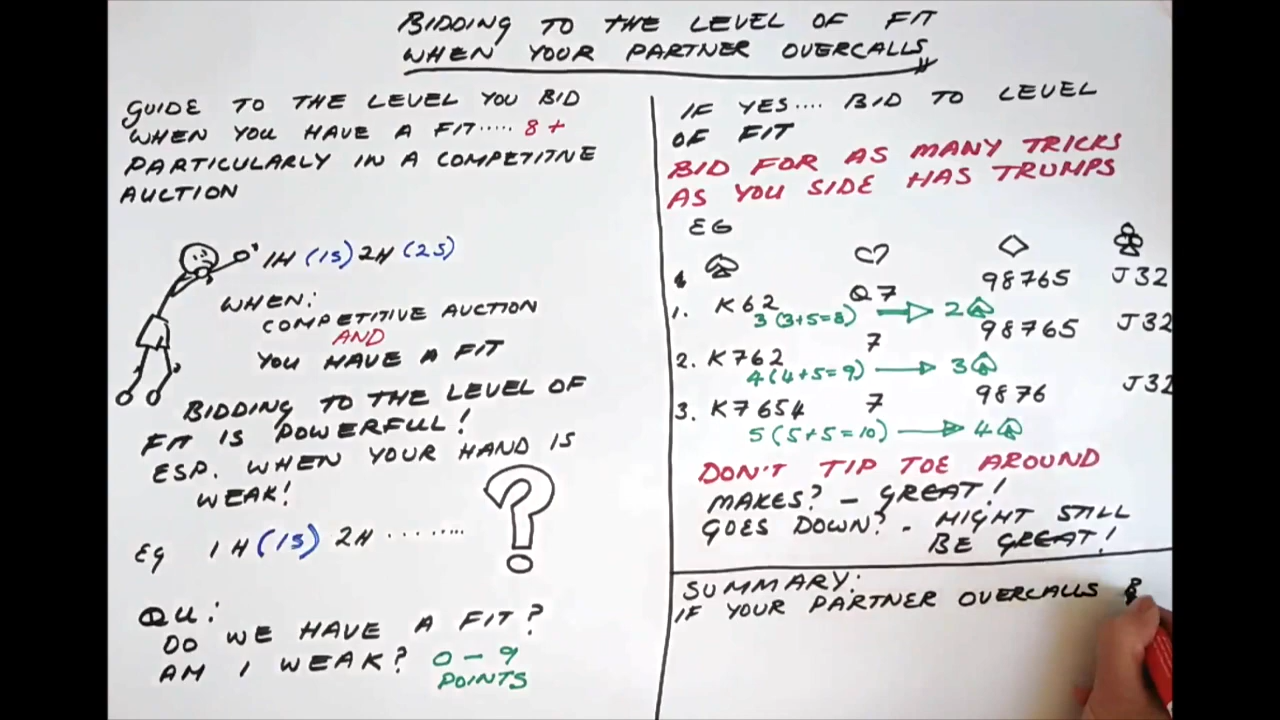 BIDDING TO THE LEVEL OF FIT
WHEN YOUR PARTNER OVERCALLS
GUIDE TO THE LEVEL YOU BID
WHEN YOU HAVE A FIT..... 8+
PARTICULARLY IN A COMPETITIVE
AUCTION
1H (1S) 2H (2S)
WHEN:
COMPETITIVE AUCTION
AND
YOU HAVE A FIT
BIDDING TO THE LEVEL OF
FIT IS POWERFUL!
ESP. WHEN YOUR HAND IS
WEAK!
EG 1H (1S) 2H ........ ?
QU:
DO WE HAVE A FIT?
AM I WEAK? 0-9
POINTS
IF YES.... BID TO LEVEL
OF FIT
BID FOR AS MANY TRICKS
AS YOU SIDE HAS TRUMPS
EG
♠ ♡ ♢ ♣
1. K62 Q7 98765 J32
3 (3+5=8) → 2♠
2. K762 7 98765 J32
4 (4+5=9) → 3♠
3. K7654 7 9876 J32
5 (5+5=10) → 4♠
DON'T TIP TOE AROUND
MAKES? - GREAT!
GOES DOWN? - MIGHT STILL
BE GREAT!
SUMMARY:
IF YOUR PARTNER OVERCALLS &